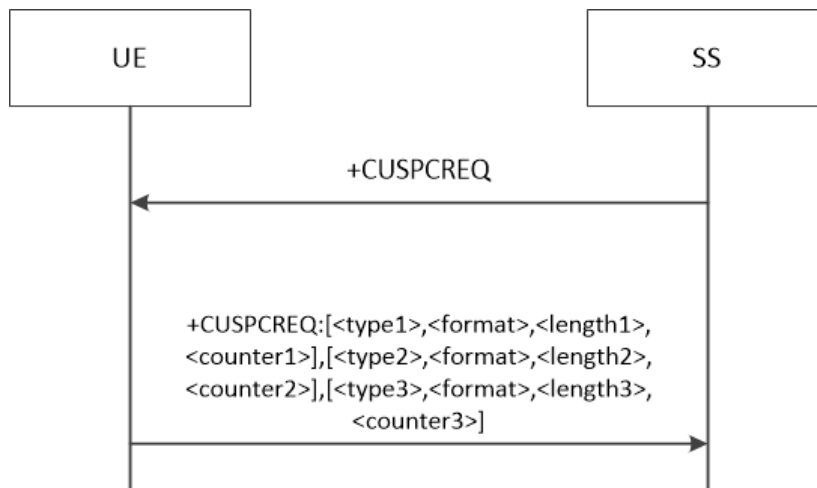 UE
SS
+CUSPCREQ
+CUSPCREQ:[<type1>,<format>,<length1>,
<counter1>],[<type2>,<format>,<length2>,
<counter2>],[<type3>,<format>,<length3>,
<counter3>]